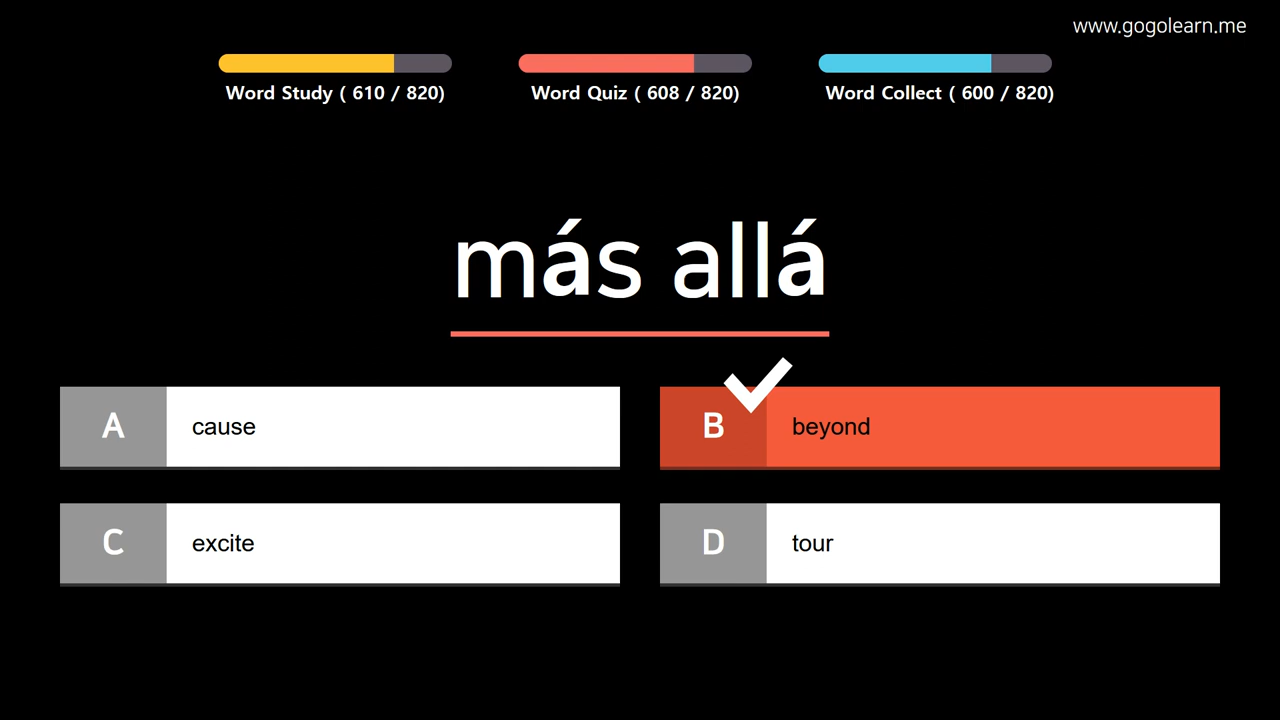 www.gogolearn.me
Word Study ( 610 / 820)
Word Quiz ( 608 / 820)
Word Collect ( 600 / 820)
más allá
A
cause
B
beyond
C
excite
D
tour